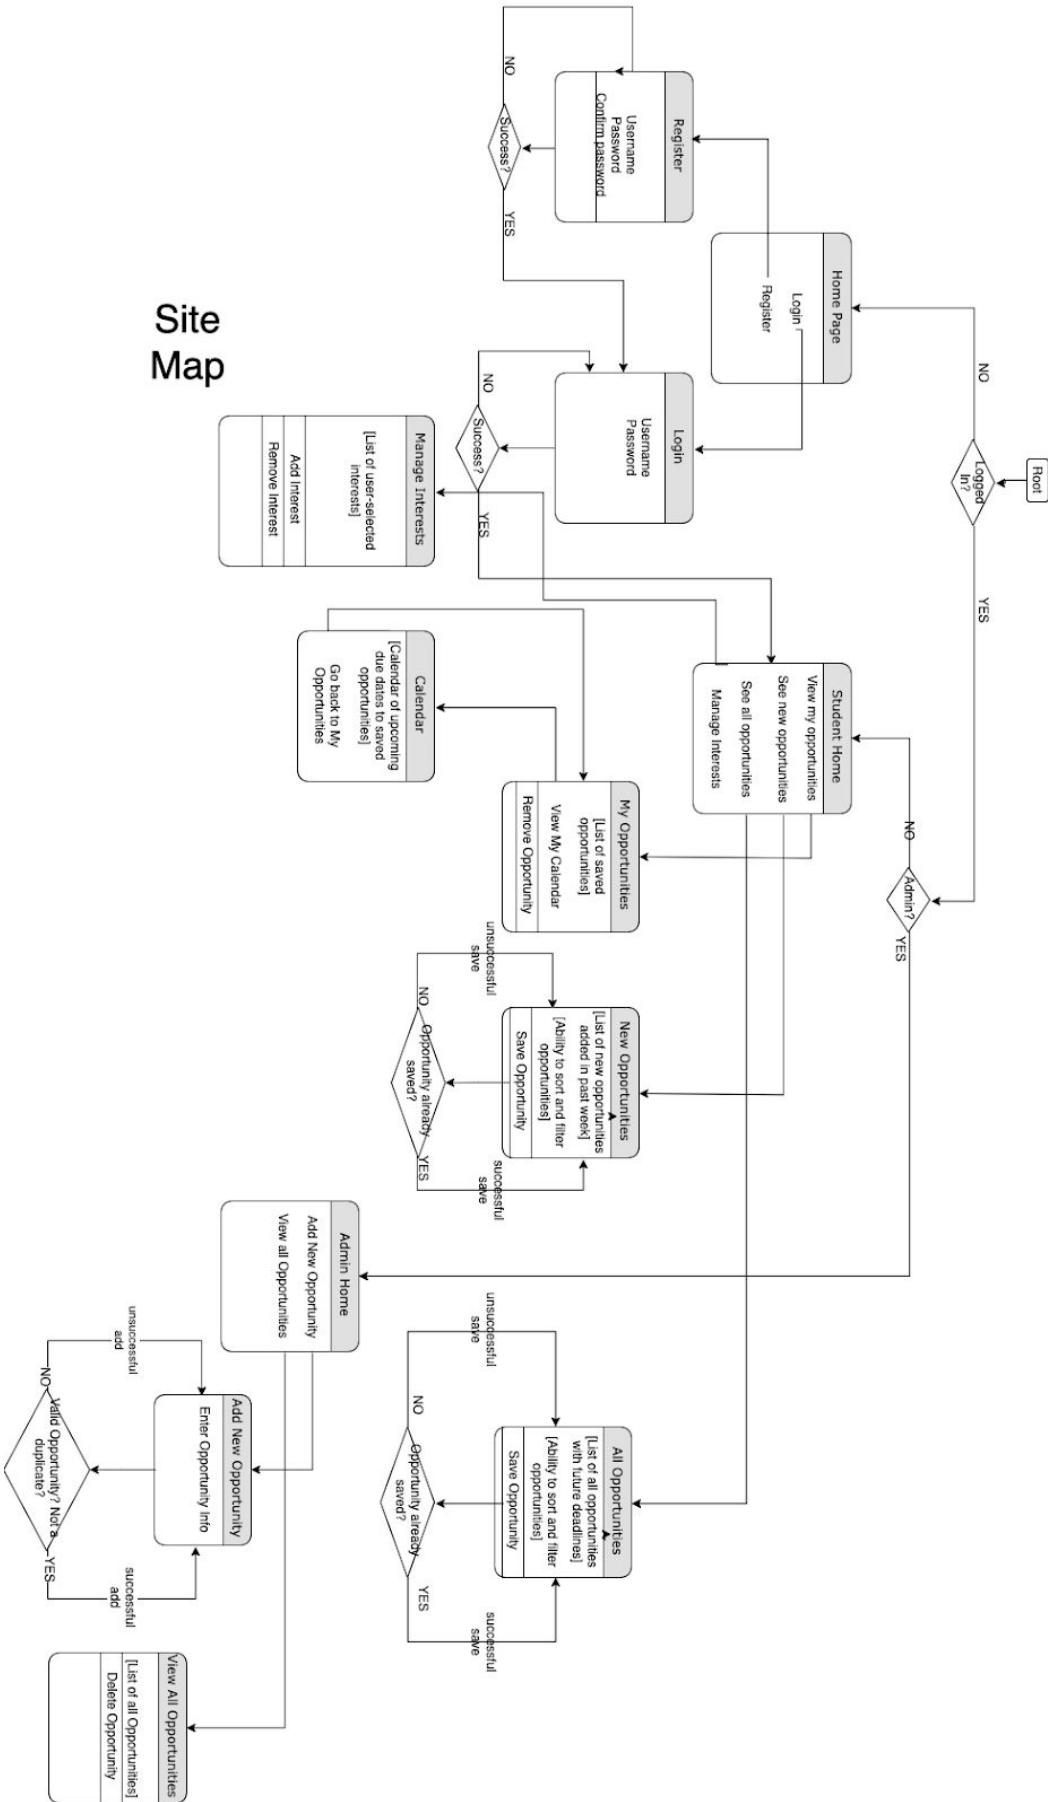 Root
Logged
In?
NO
YES
Home Page
Login
Register
Admin?
NO
YES
Register
Username
Password
Confirm password
Success?
NO
YES
Login
Username
Password
Success?
NO
YES
Student Home
View my opportunities
See new opportunities
See all opportunities
Manage Interests
Site
Map
Manage Interests
[List of user-selected
interests]
Add Interest
Remove Interest
Calendar
[Calendar of upcoming
due dates to saved
opportunities]
Go back to My
Opportunities
My Opportunities
[List of saved
opportunities]
View My Calendar
Remove Opportunity
New Opportunities
[List of new opportunities
added in past week]
[Ability to sort and filter
opportunities]
Save Opportunity
Opportunity already
saved?
NO
YES
unsuccessful
save
successful
save
All Opportunities
[List of all opportunities
with future deadlines]
[Ability to sort and filter
opportunities]
Save Opportunity
Opportunity already
saved?
NO
YES
unsuccessful
save
successful
save
Admin Home
Add New Opportunity
View all Opportunities
Add New Opportunity
Enter Opportunity Info
Valid Opportunity? Not a
duplicate?
NO
YES
unsuccessful
add
successful
add
View All Opportunities
[List of all Opportunities]
Delete Opportunity